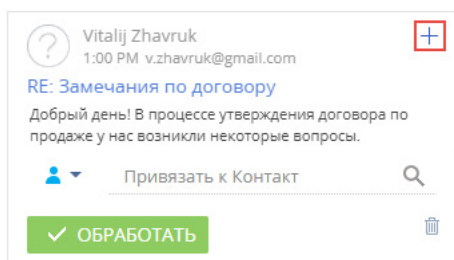 Vitalij Zhavruk
1:00 PM v.zhavruk@gmail.com
RE: Замечания по договору
Добрый день! В процессе утверждения договора по
продаже у нас возникли некоторые вопросы.
Привязать к Контакт
ОБРАБОТАТЬ